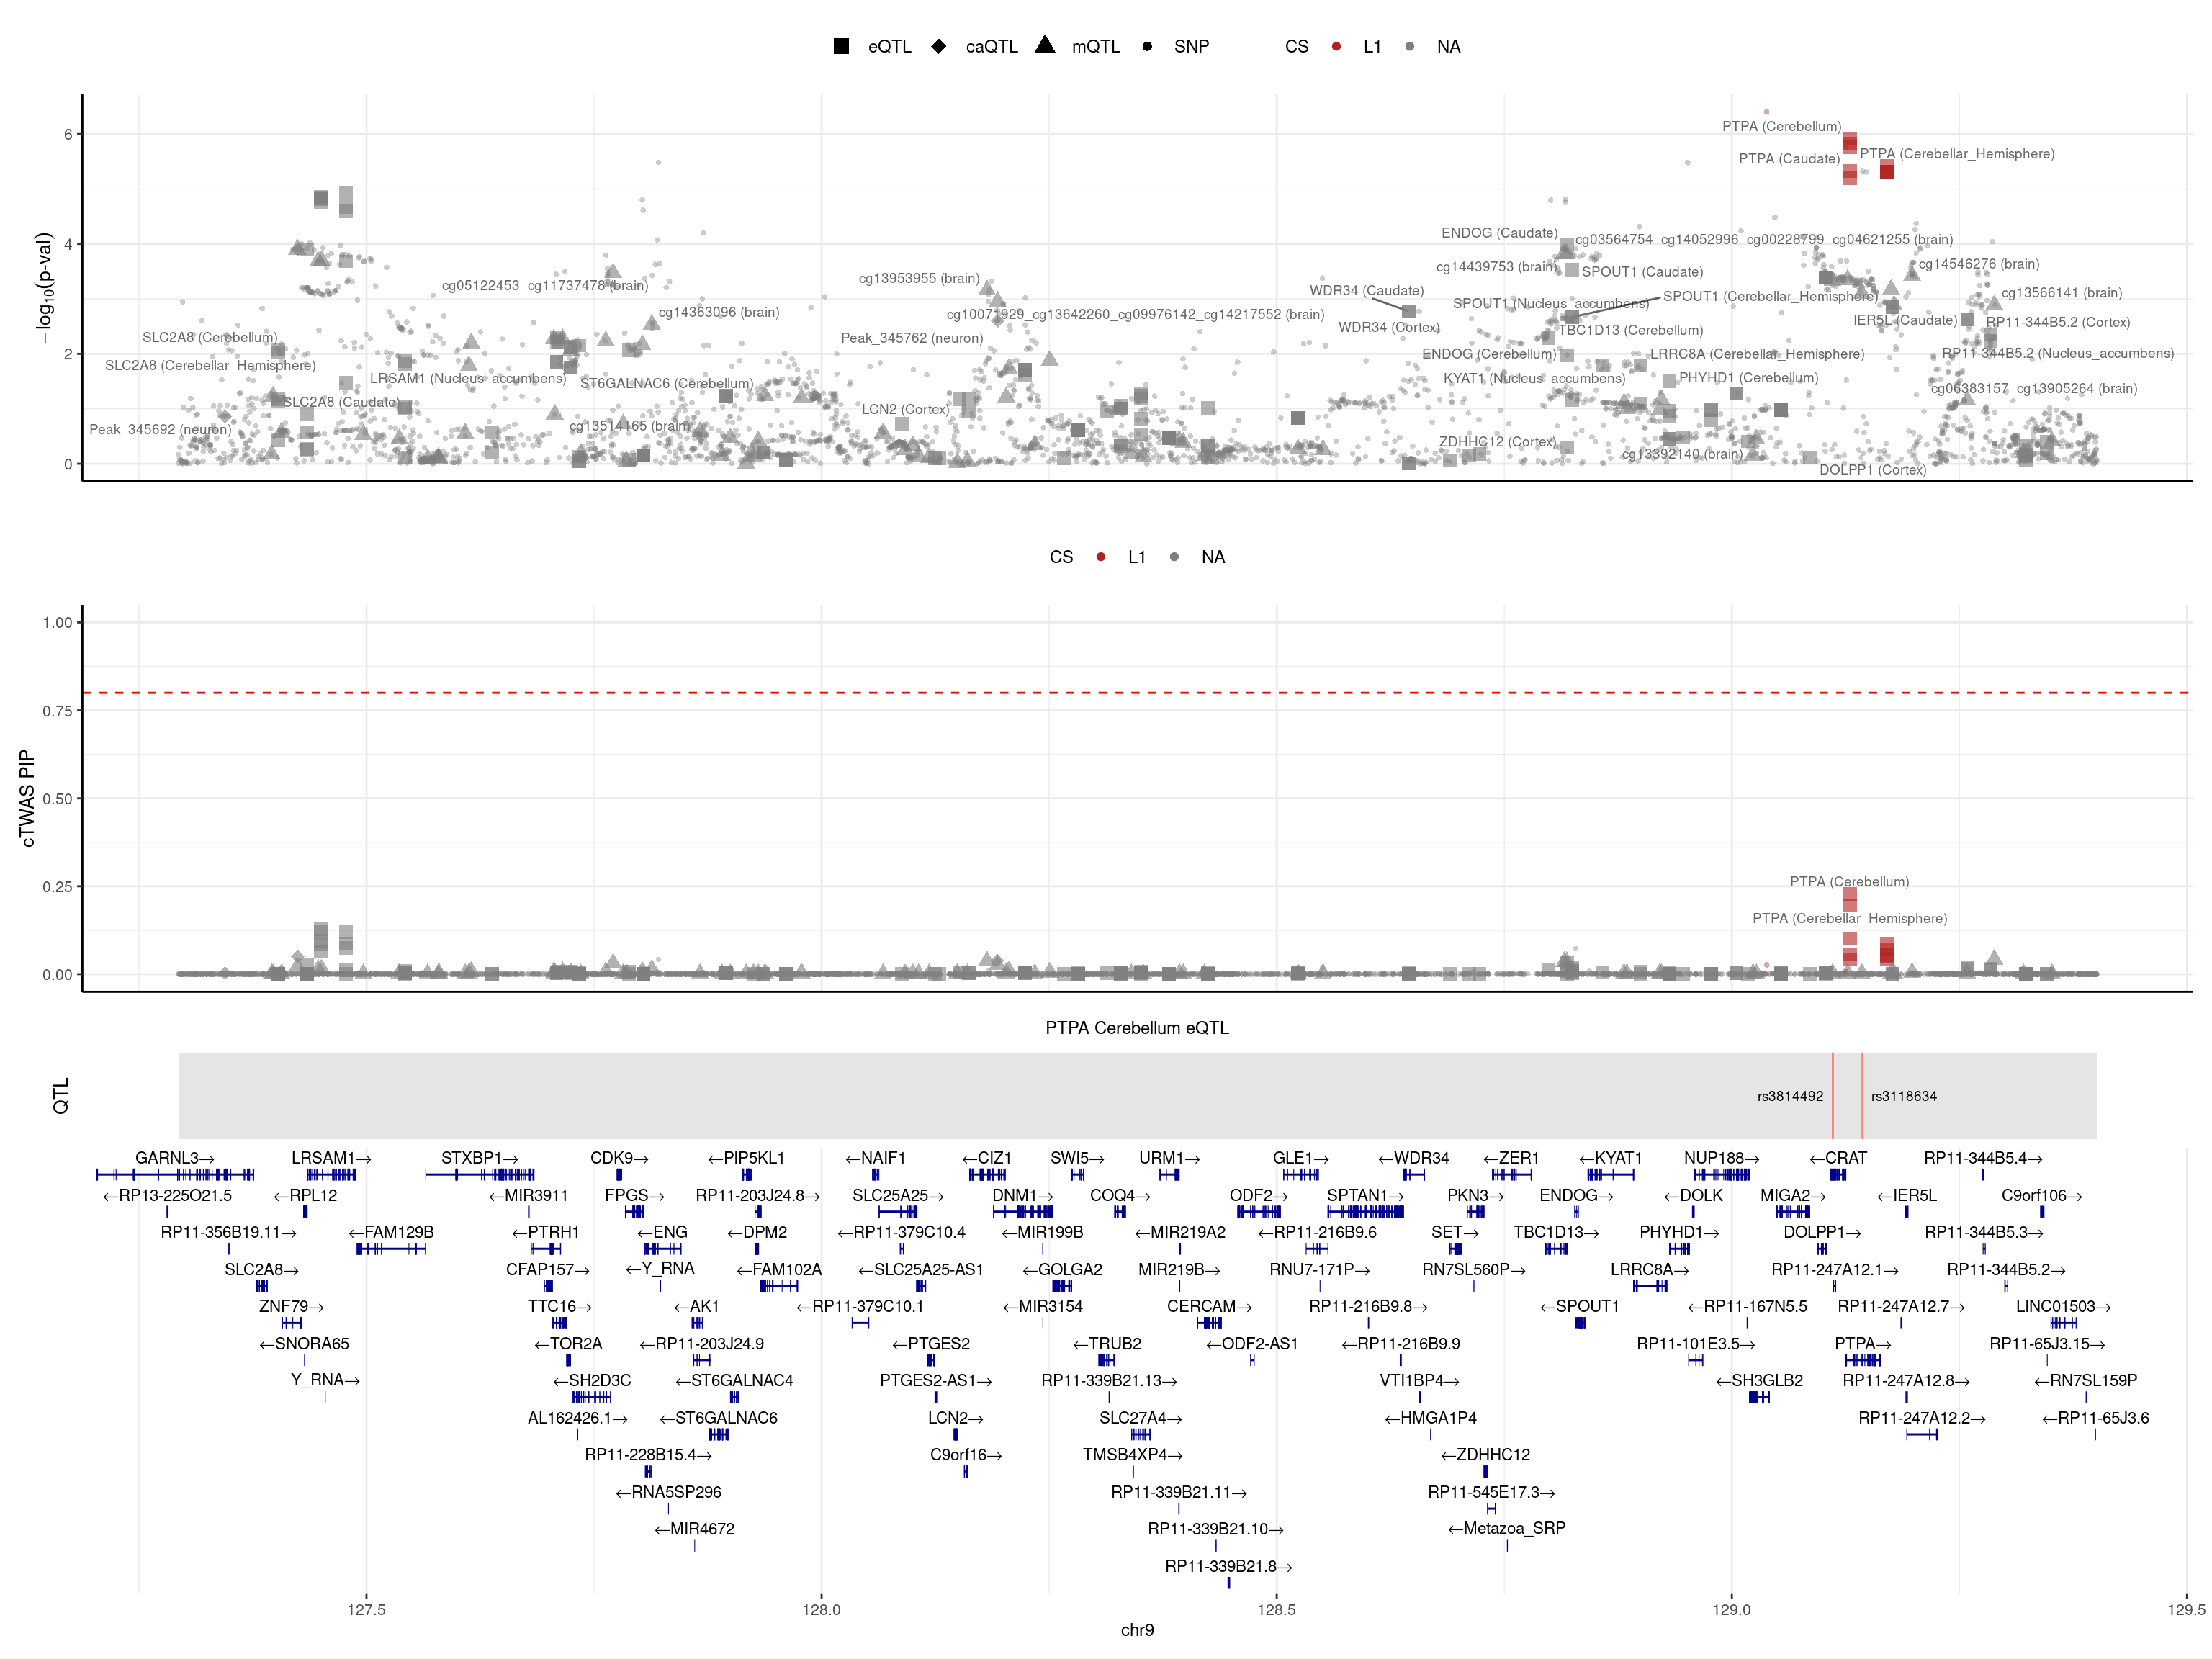 eQTL caQTL mQTL SNP CS L1 NA
6
4
2
0
−log10(p-val)
PTPA (Cerebellum)
PTPA (Cerebellar_Hemisphere)
PTPA (Caudate)
ENDOG (Caudate)
cg03564754_cg14052996_cg00228799_cg04621255 (brain)
cg14439753 (brain)
SPOUT1 (Caudate)
cg14546276 (brain)
cg05122453_cg11737478 (brain)
cg13953955 (brain)
WDR34 (Caudate)
SPOUT1 (Nucleus_accumbens)
SPOUT1 (Cerebellar_Hemisphere)
cg13566141 (brain)
cg14363096 (brain)
cg10071929_cg13642260_cg09976142_cg14217552 (brain)
WDR34 (Cortex)
TBC1D13 (Cerebellum)
IER5L (Caudate)
RP11-344B5.2 (Cortex)
SLC2A8 (Cerebellum)
Peak_345762 (neuron)
ENDOG (Cerebellum)
LRRC8A (Cerebellar_Hemisphere)
RP11-344B5.2 (Nucleus_accumbens)
SLC2A8 (Cerebellar_Hemisphere)
LRSAM1 (Nucleus_accumbens)
ST6GALNAC6 (Cerebellum)
KYAT1 (Nucleus_accumbens)
PHYHD1 (Cerebellum)
cg06383157_cg13905264 (brain)
SLC2A8 (Caudate)
LCN2 (Cortex)
Peak_345692 (neuron)
cg13514165 (brain)
ZDHHC12 (Cortex)
cg13392140 (brain)
DOLPP1 (Cortex)
CS L1 NA
1.00
0.75
0.50
0.25
0.00
cTWAS PIP
PTPA (Cerebellum)
PTPA (Cerebellar_Hemisphere)
PTPA Cerebellum eQTL
QTL
rs3814492 rs3118634
GARNL3→ LRSAM1→ STXBP1→ CDK9→ ←PIP5KL1 ←NAIF1 ←CIZ1 SWI5→ URM1→ GLE1→ ←WDR34 ←ZER1 ←KYAT1 NUP188→ ←CRAT RP11-344B5.4→
←RP13-225O21.5 ←RPL12 ←MIR3911 FPGS→ RP11-203J24.8→ SLC25A25→ DNM1→ COQ4→ ODF2→ SPTAN1→ PKN3→ ENDOG→ ←DOLK MIGA2→ ←IER5L C9orf106→
RP11-356B19.11→ ←FAM129B ←PTRH1 ←ENG ←DPM2 ←RP11-379C10.4 ←MIR199B ←MIR219A2 ←RP11-216B9.6 SET→ TBC1D13→ PHYHD1→ DOLPP1→ RP11-344B5.3→
SLC2A8→ CFAP157→ ←Y_RNA ←FAM102A ←SLC25A25-AS1 ←GOLGA2 MIR219B→ RNU7-171P→ RN7SL560P→ LRRC8A→ RP11-247A12.1→ RP11-344B5.2→
ZNF79→ TTC16→ ←AK1 ←RP11-379C10.1 ←MIR3154 CERCAM→ RP11-216B9.8→ ←SPOUT1 ←RP11-167N5.5 RP11-247A12.7→ LINC01503→
←SNORA65 ←TOR2A ←RP11-203J24.9 ←PTGES2 ←TRUB2 ←ODF2-AS1 ←RP11-216B9.9 RP11-101E3.5→ PTPA→ RP11-65J3.15→
Y_RNA→ ←SH2D3C ←ST6GALNAC4 PTGES2-AS1→ RP11-339B21.13→ VTI1BP4→ ←SH3GLB2 RP11-247A12.8→ ←RN7SL159P
AL162426.1→ ←ST6GALNAC6 LCN2→ SLC27A4→ ←HMGA1P4 RP11-247A12.2→ ←RP11-65J3.6
RP11-228B15.4→ C9orf16→ TMSB4XP4→ ←ZDHHC12
←RNA5SP296 RP11-339B21.11→ RP11-545E17.3→
←MIR4672 RP11-339B21.10→ ←Metazoa_SRP
RP11-339B21.8→
127.5 128.0 128.5 129.0 129.5
chr9